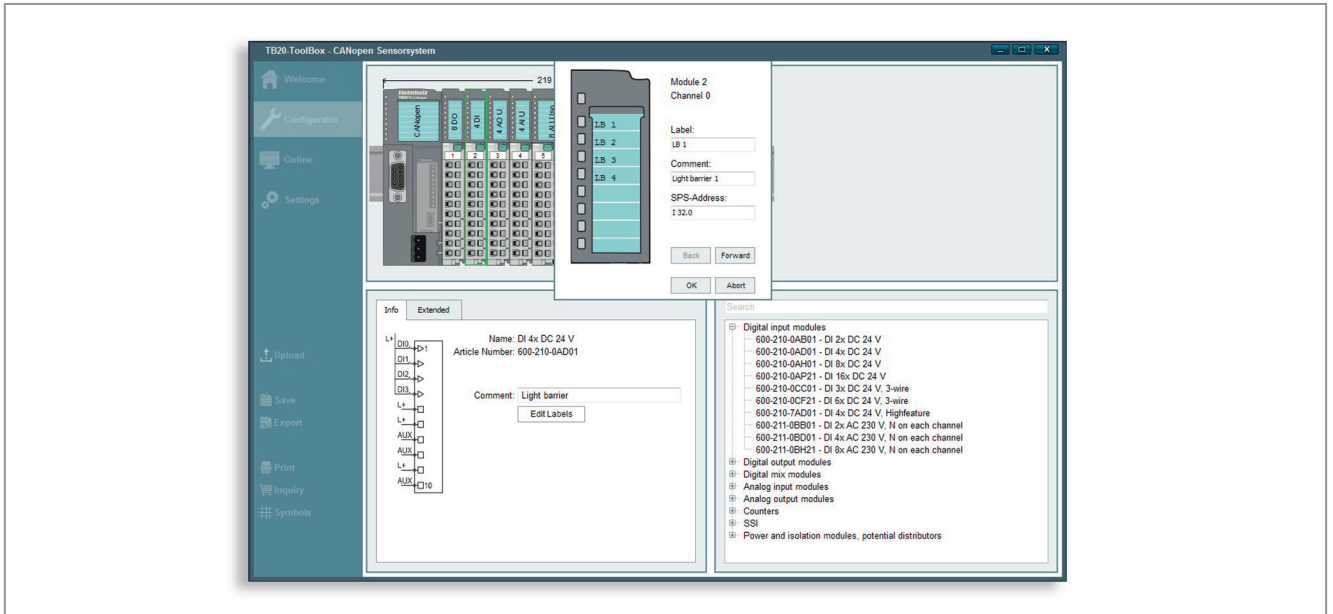 TB20-ToolBox - CANopen Sensorsystem
Welcome
Configurator
Online
Settings
Upload
Save
Export
Print
Inquiry
Symbols
219
Helmholz
CANopen
8 DO
4 DI
4 AO U
4 AI U
1
2
3
4
5
LB 1
LB 2
LB 3
LB 4
Module 2
Channel 0
Label:
LB 1
Comment:
Light barrier 1
SPS-Address:
I 32.0
Back
Forward
OK
Abort
Info
Extended
L+
DI0
1
DI1
DI2
DI3
L+
L+
AUX
AUX
L+
AUX
10
Name: DI 4x DC 24 V
Article Number: 600-210-0AD01
Comment: Light barrier
Edit Labels
Search
Digital input modules
600-210-0AB01 - DI 2x DC 24 V
600-210-0AD01 - DI 4x DC 24 V
600-210-0AH01 - DI 8x DC 24 V
600-210-0AP21 - DI 16x DC 24 V
600-210-0CC01 - DI 3x DC 24 V, 3-wire
600-210-0CF21 - DI 6x DC 24 V, 3-wire
600-210-7AD01 - DI 4x DC 24 V, Highfeature
600-211-0BB01 - DI 2x AC 230 V, N on each channel
600-211-0BD01 - DI 4x AC 230 V, N on each channel
600-211-0BH21 - DI 8x AC 230 V, N on each channel
Digital output modules
Digital mix modules
Analog input modules
Analog output modules
Counters
SSI
Power and isolation modules, potential distributors